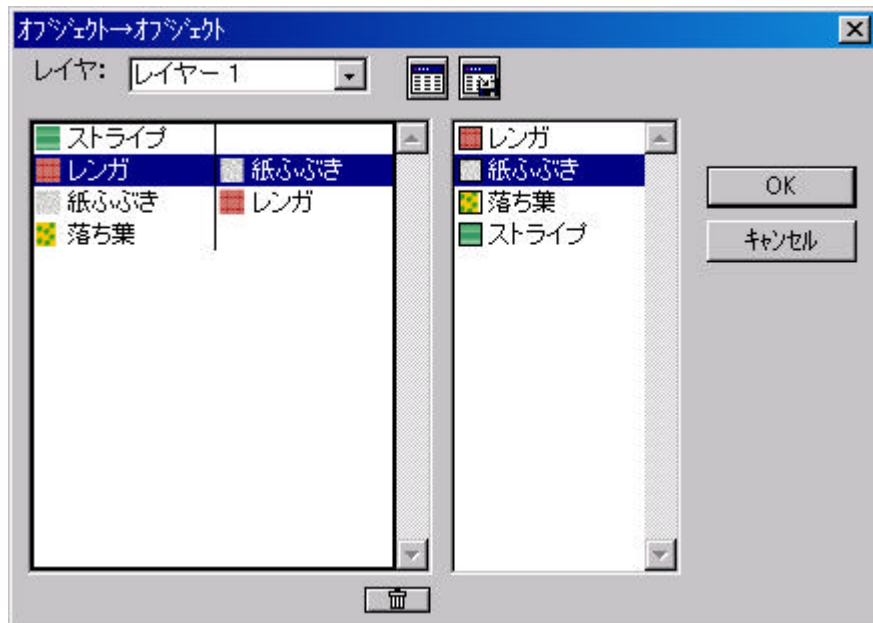 オブジェクト→オブジェクト
レイヤ: レイヤー 1
ストライプ
レンガ 紙ふぶき
紙ふぶき レンガ
落ち葉
レンガ
紙ふぶき
落ち葉
ストライプ
OK
キャンセル